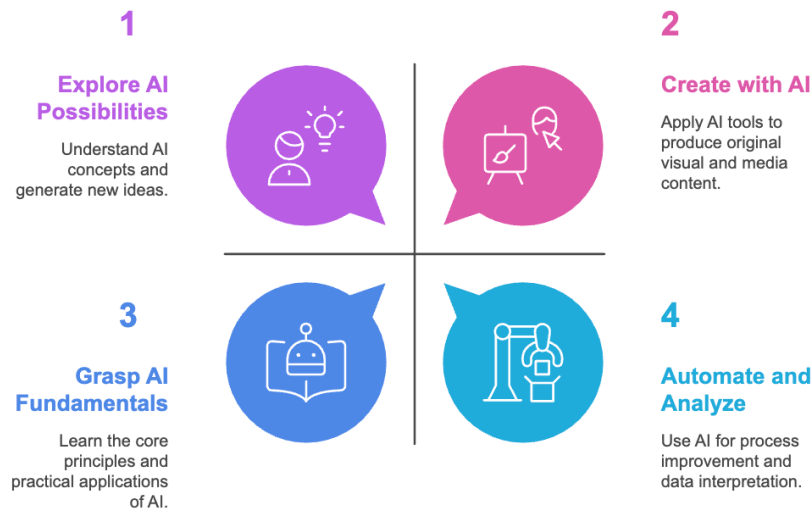 1
Explore AI
Possibilities
Understand AI
concepts and
generate new ideas.
2
Create with AI
Apply AI tools to
produce original
visual and media
content.
3
Grasp AI
Fundamentals
Learn the core
principles and
practical applications
of AI.
4
Automate and
Analyze
Use AI for process
improvement and
data interpretation.